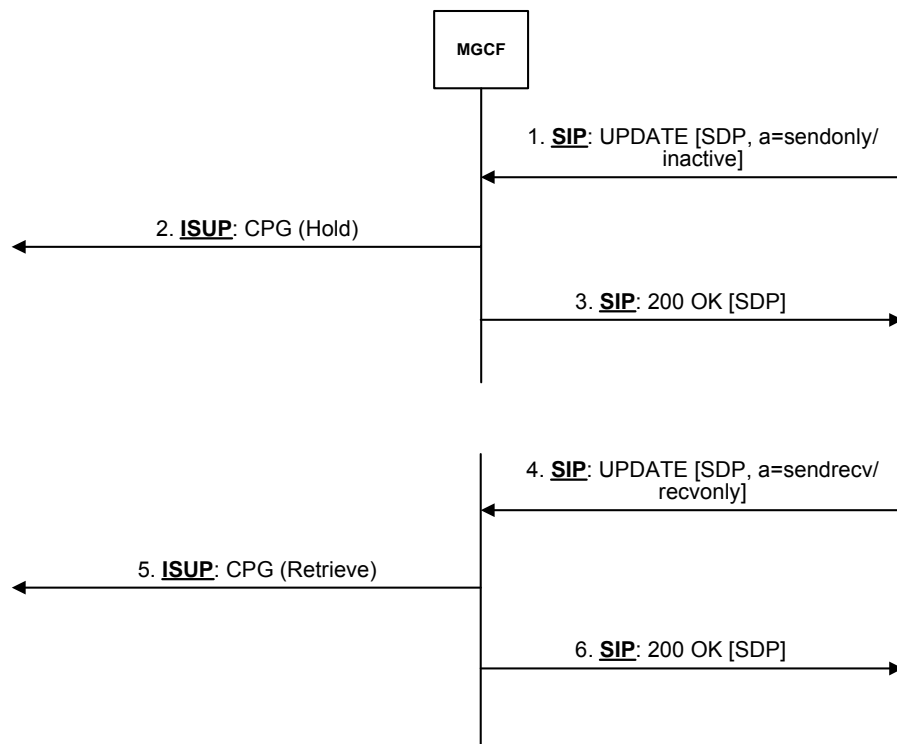 MGCF
1. SIP: UPDATE [SDP, a=sendonly/
inactive]
2. ISUP: CPG (Hold)
3. SIP: 200 OK [SDP]
4. SIP: UPDATE [SDP, a=sendrecv/
recvonly]
5. ISUP: CPG (Retrieve)
6. SIP: 200 OK [SDP]